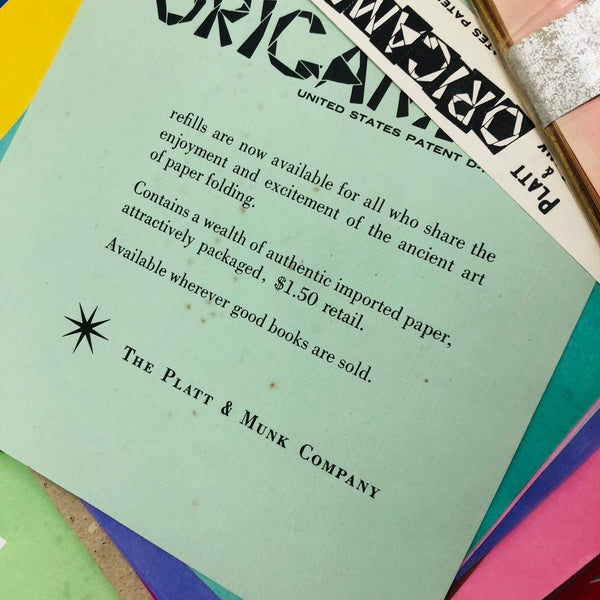 ORIGAMI
UNITED STATES PATENT
refills are now available for all who share the
enjoyment and excitement of the ancient art
of paper folding.
Contains a wealth of authentic imported paper,
attractively packaged, $1.50 retail.
Available wherever good books are sold.
THE PLATT & MUNK COMPANY
ORIGAMI
PLATT
&